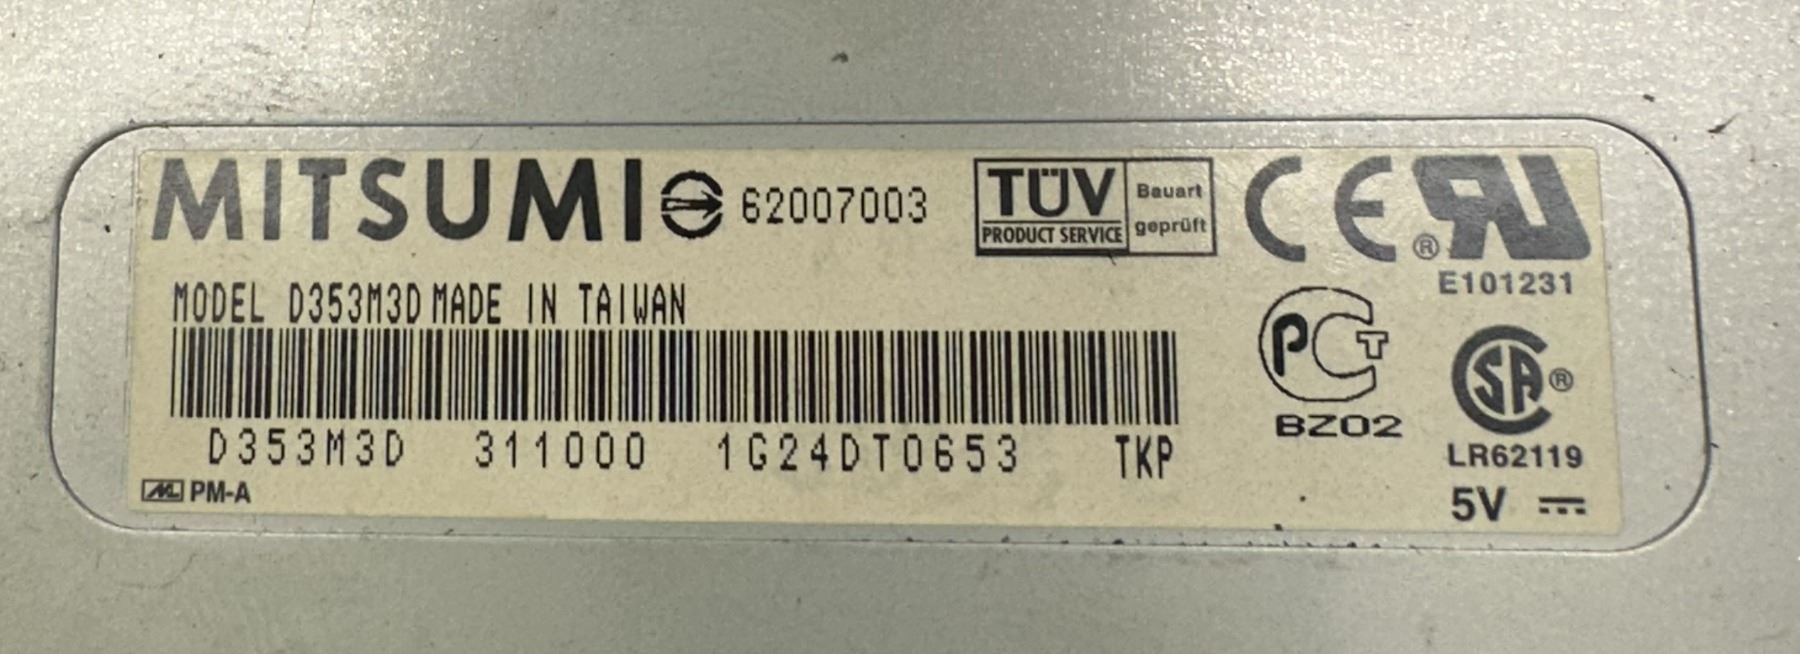 MITSUMI 62007003
TÜV
PRODUCT SERVICE
Bauart
geprüft
CE
®
E101231
MODEL D353M3D MADE IN TAIWAN
D353M3D 311000 1G24DT0653 TKP
PM-A
PCT
BZ02
SA ®
LR62119
5V